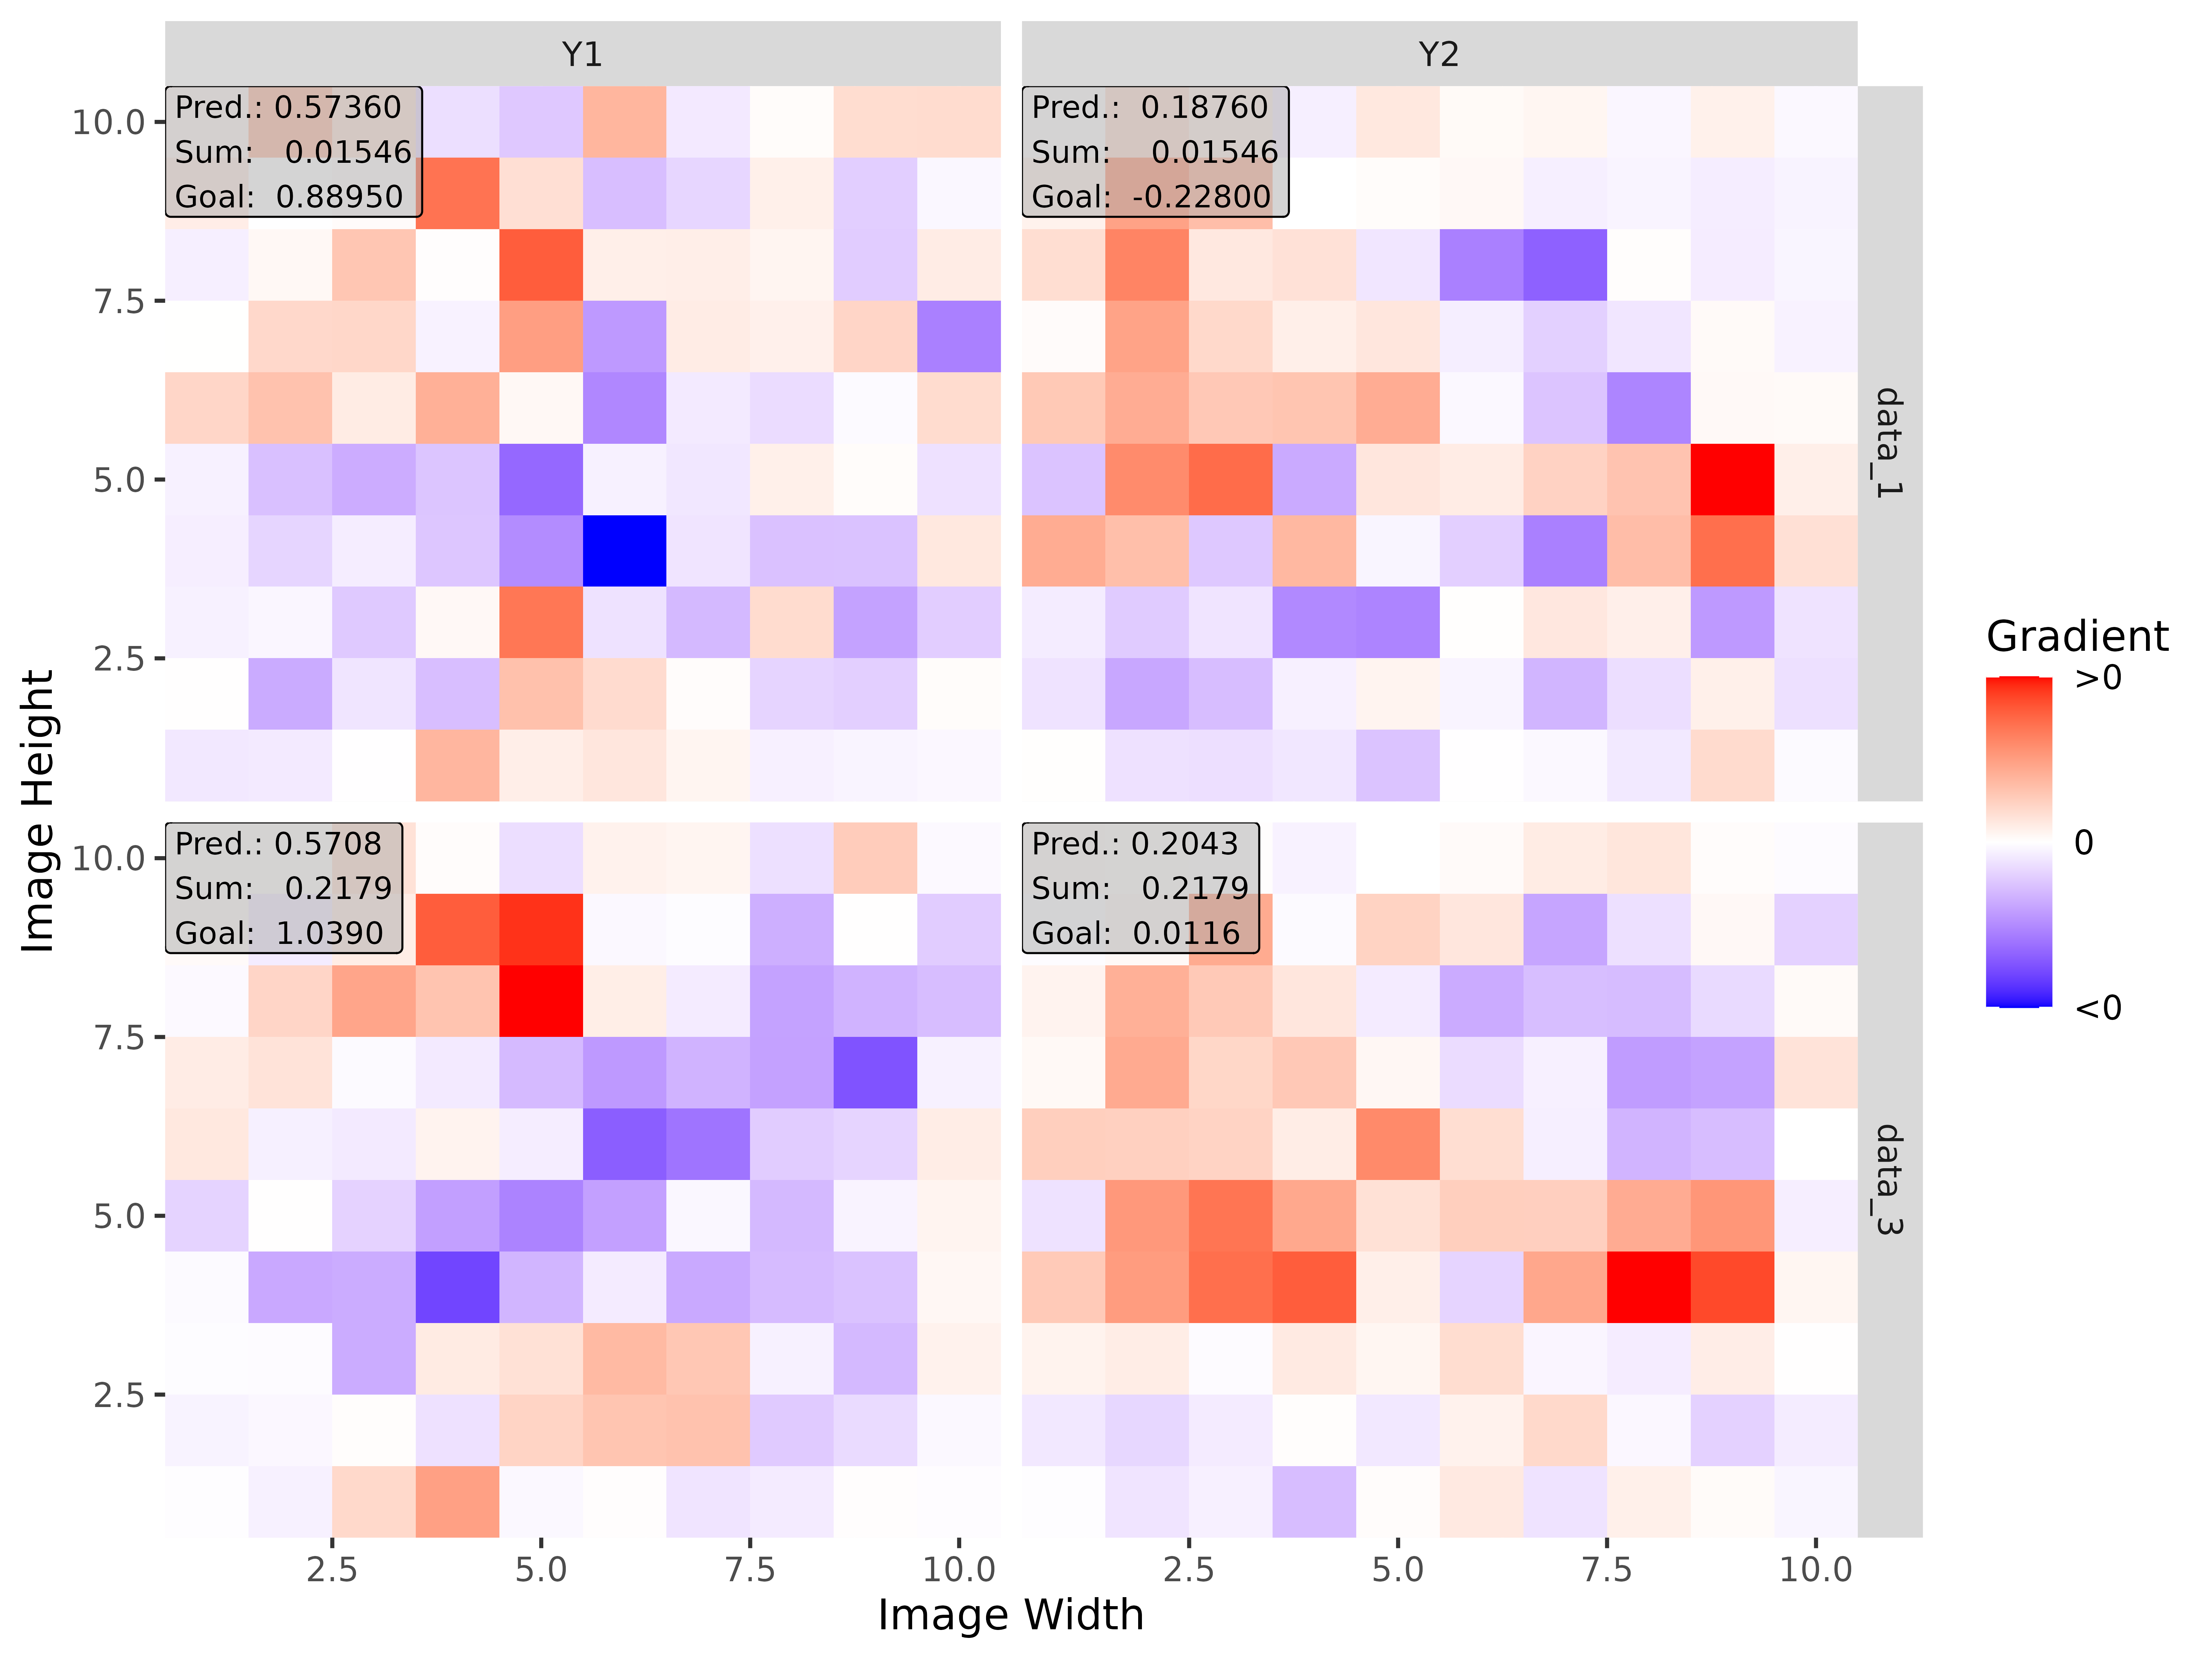 Y1
Y2
Pred.: 0.57360
Sum: 0.01546
Goal: 0.88950
Pred.: 0.18760
Sum: 0.01546
Goal: -0.22800
10.0
7.5
5.0
2.5
data_1
Pred.: 0.5708
Sum: 0.2179
Goal: 1.0390
Pred.: 0.2043
Sum: 0.2179
Goal: 0.0116
10.0
7.5
5.0
2.5
data_3
Image Height
2.5 5.0 7.5 10.0
2.5 5.0 7.5 10.0
Image Width
Gradient
>0
0
<0